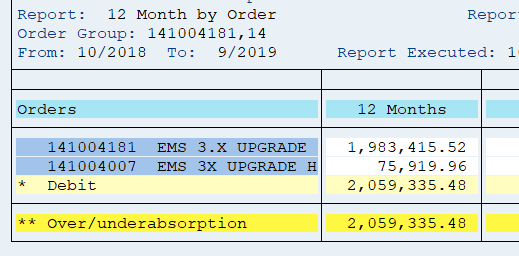 Report: 12 Month by Order Repor
Order Group: 141004181,14
From: 10/2018 To: 9/2019 Report Executed: 1
Orders 12 Months
141004181 EMS 3.X UPGRADE 1,983,415.52
141004007 EMS 3X UPGRADE H 75,919.96
* Debit 2,059,335.48
** Over/underabsorption 2,059,335.48